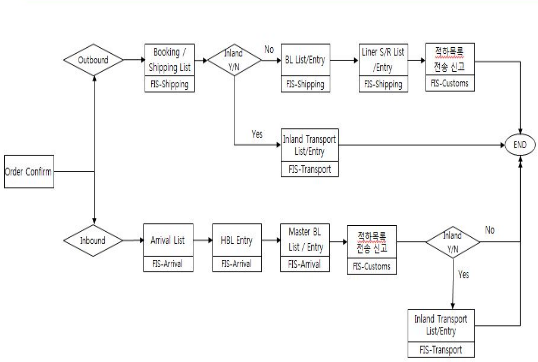 Outbound
Booking /
Shipping List
FIS-Shipping
Inland
Y/N
No
BL List/Entry
FIS-Shipping
Liner S/R List
/Entry
FIS-Shipping
적하목록
전송 신고
FIS-Customs
Yes
Inland Transport
List/Entry
FIS-Transport
END
Order Confirm
Inbound
Arrival List
FIS-Arrival
HBL Entry
FIS-Arrival
Master BL
List / Entry
FIS-Arrival
적하목록
전송 신고
FIS-Customs
Inland
Y/N
No
Yes
Inland Transport
List/Entry
FIS-Transport